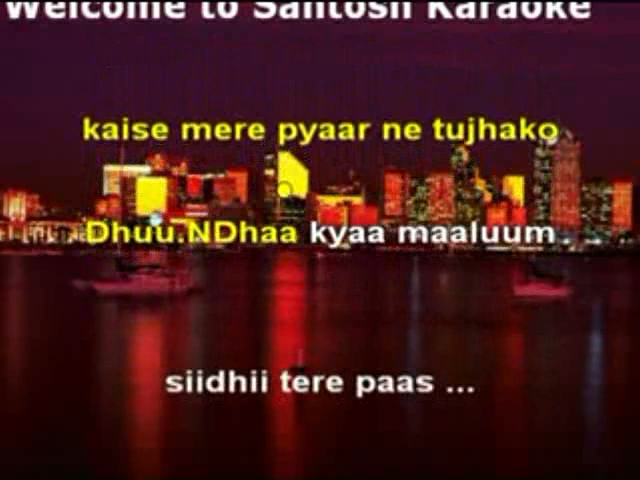 Welcome to Santosh Karaoke
kaise mere pyaar ne tujhako
Dhuu.NDhaa kyaa maaluum
siidhii tere paas ...